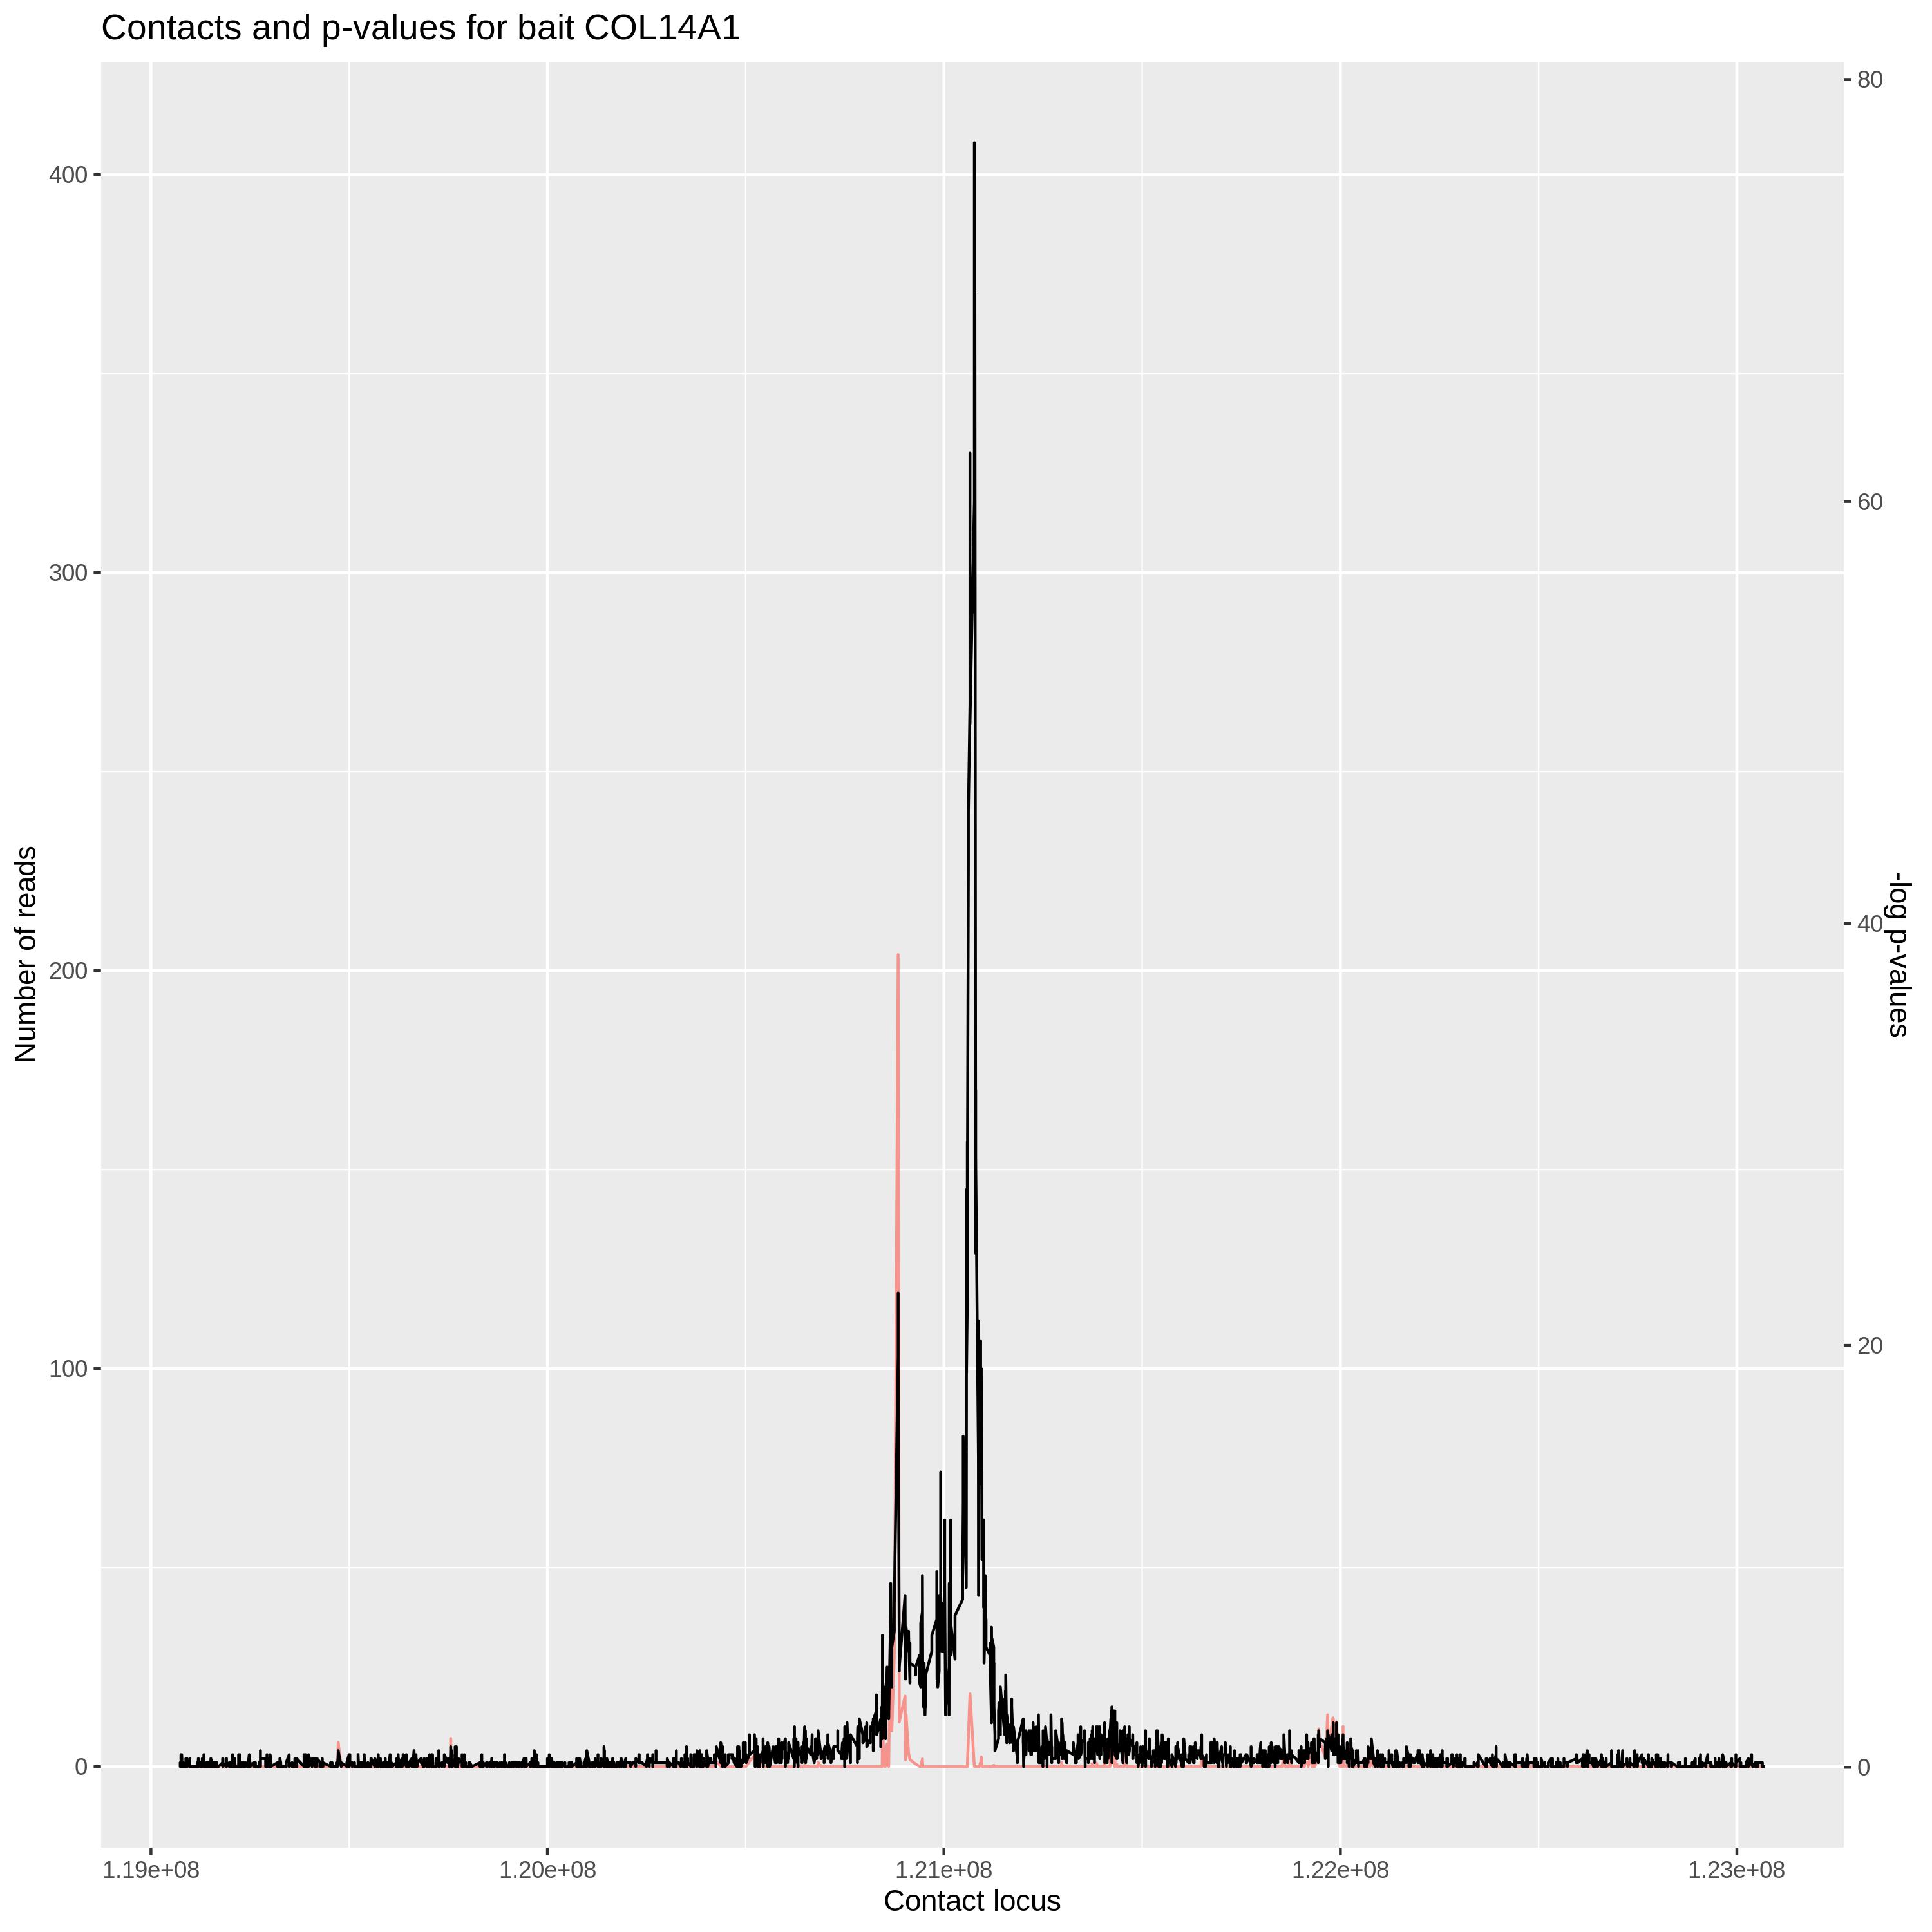 Contacts and p-values for bait COL14A1
400
300
200
100
0
80
60
40
20
0
Number of reads
-log p-values
1.19e+08
1.20e+08
1.21e+08
1.22e+08
1.23e+08
Contact locus